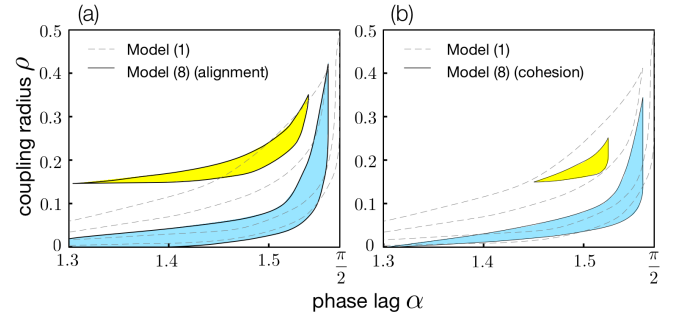 (a)
(b)
coupling radius ρ
0.5
0.4
0.3
0.2
0.1
0
Model (1)
Model (8) (alignment)
1.3
1.4
1.5
π/2
0.5
0.4
0.3
0.2
0.1
0
Model (1)
Model (8) (cohesion)
1.3
1.4
1.5
π/2
phase lag α